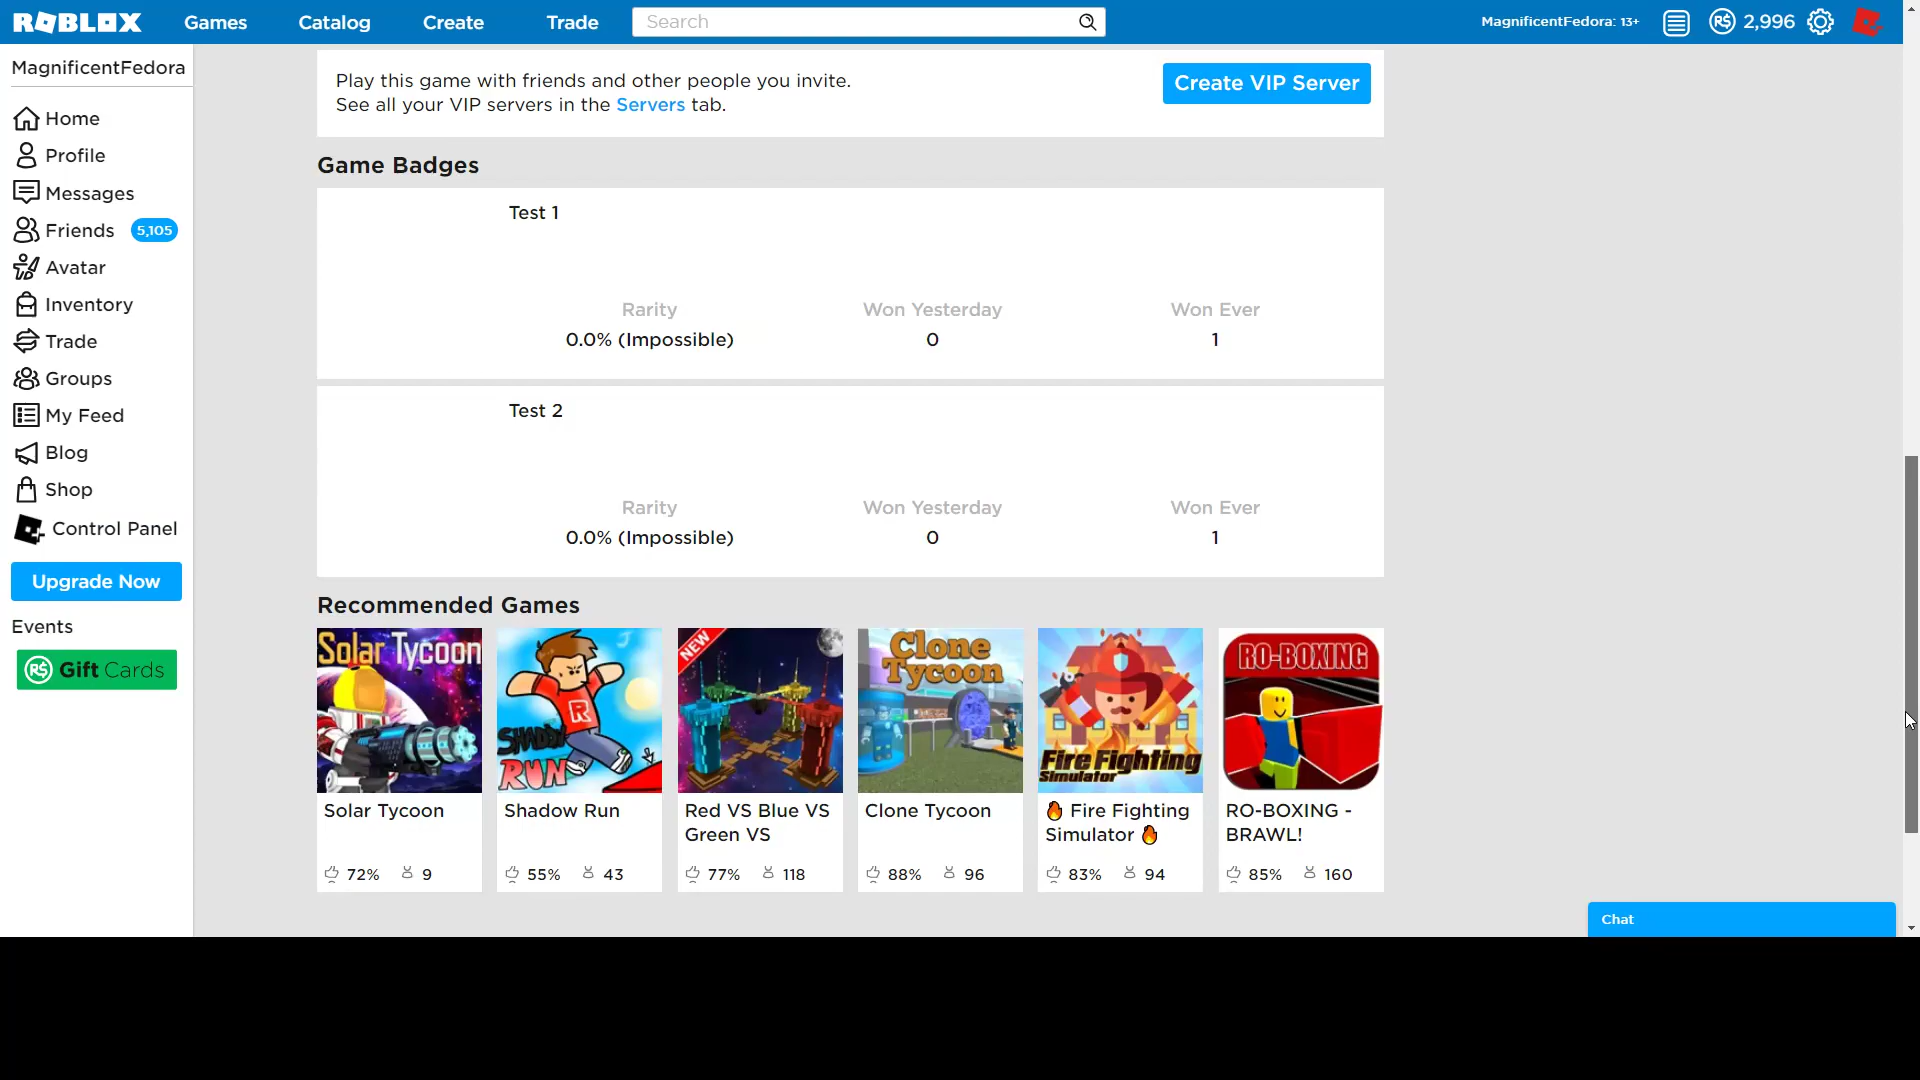 ROBLOX Games Catalog Create Trade Search MagnificentFedora: 13+ R$ 2,996
MagnificentFedora
Home
Profile
Messages
Friends 5,105
Avatar
Inventory
Trade
Groups
My Feed
Blog
Shop
Control Panel
Upgrade Now
Events
R$ Gift Cards
Play this game with friends and other people you invite.
See all your VIP servers in the Servers tab.
Create VIP Server
Game Badges
Test 1
Rarity Won Yesterday Won Ever
0.0% (Impossible) 0 1
Test 2
Rarity Won Yesterday Won Ever
0.0% (Impossible) 0 1
Recommended Games
Solar Tycoon
Solar Tycoon
72% 9
SHADOW
RUN
R
Shadow Run
55% 43
NEW
Red VS Blue VS
Green VS
77% 118
Clone
Tycoon
Clone Tycoon
88% 96
Fire Fighting
Simulator
🔥 Fire Fighting
Simulator 🔥
83% 94
RO-BOXING
RO-BOXING -
BRAWL!
85% 160
Chat